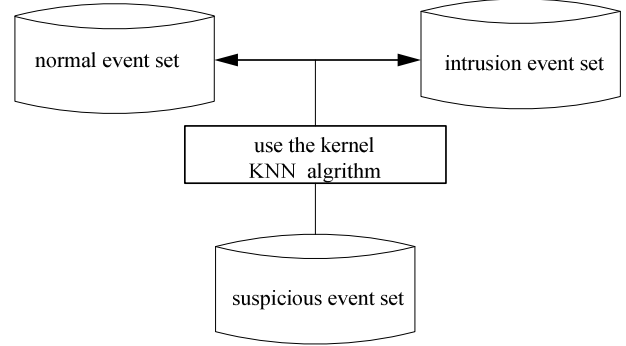 normal event set
intrusion event set
use the kernel
KNN algrithm
suspicious event set